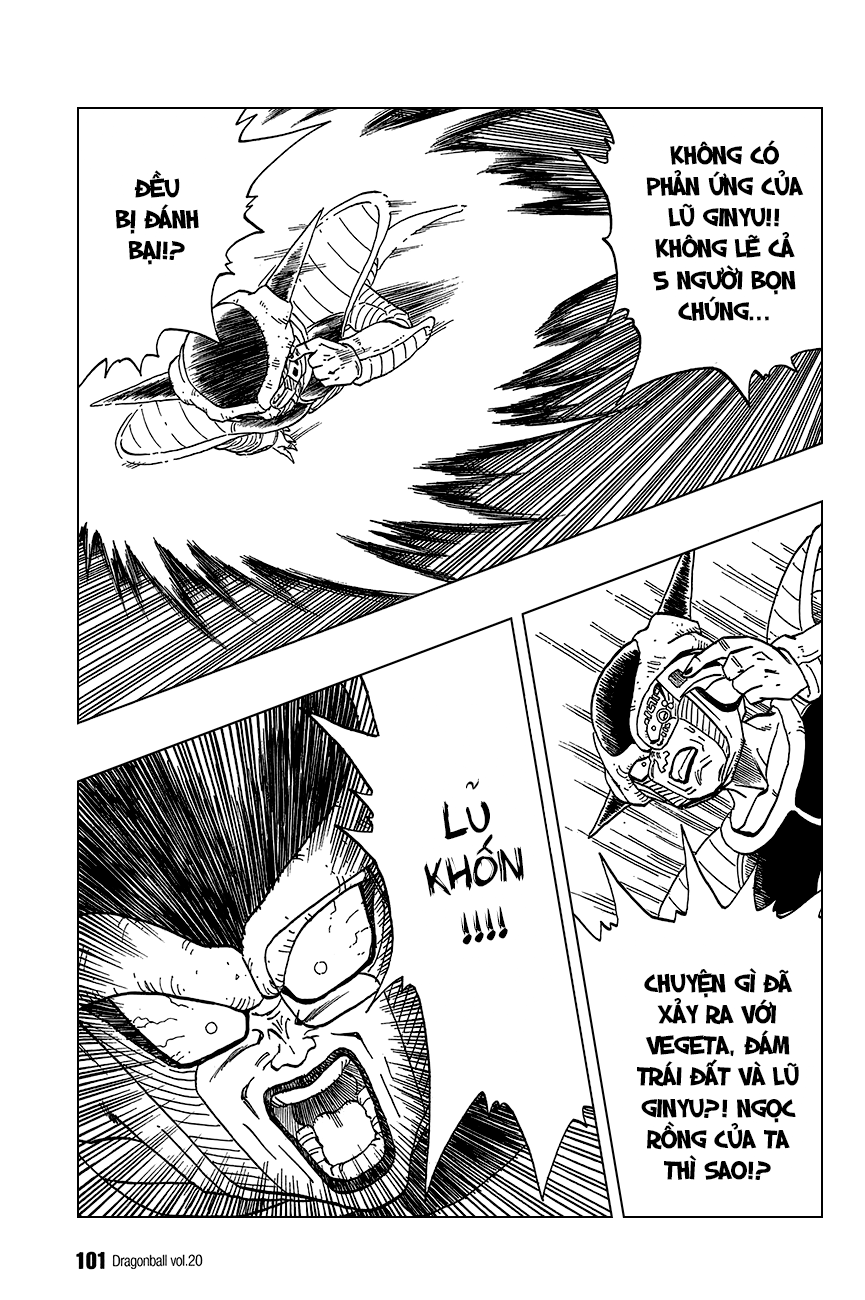 KHÔNG CÓ
PHẢN ỨNG CỦA
LŨ GINYU!!
KHÔNG LẼ CẢ
5 NGƯỜI BỌN
CHÚNG...
ĐỀU
BỊ ĐÁNH
BẠI!?
CHUYỆN GÌ ĐÃ
XẢY RA VỚI
VEGETA, ĐÁM
TRÁI ĐẤT VÀ LŨ
GINYU?! NGỌC
RỒNG CỦA TA
THÌ SAO!?
LŨ
KHỐN
!!!!
101 Dragonball vol.20